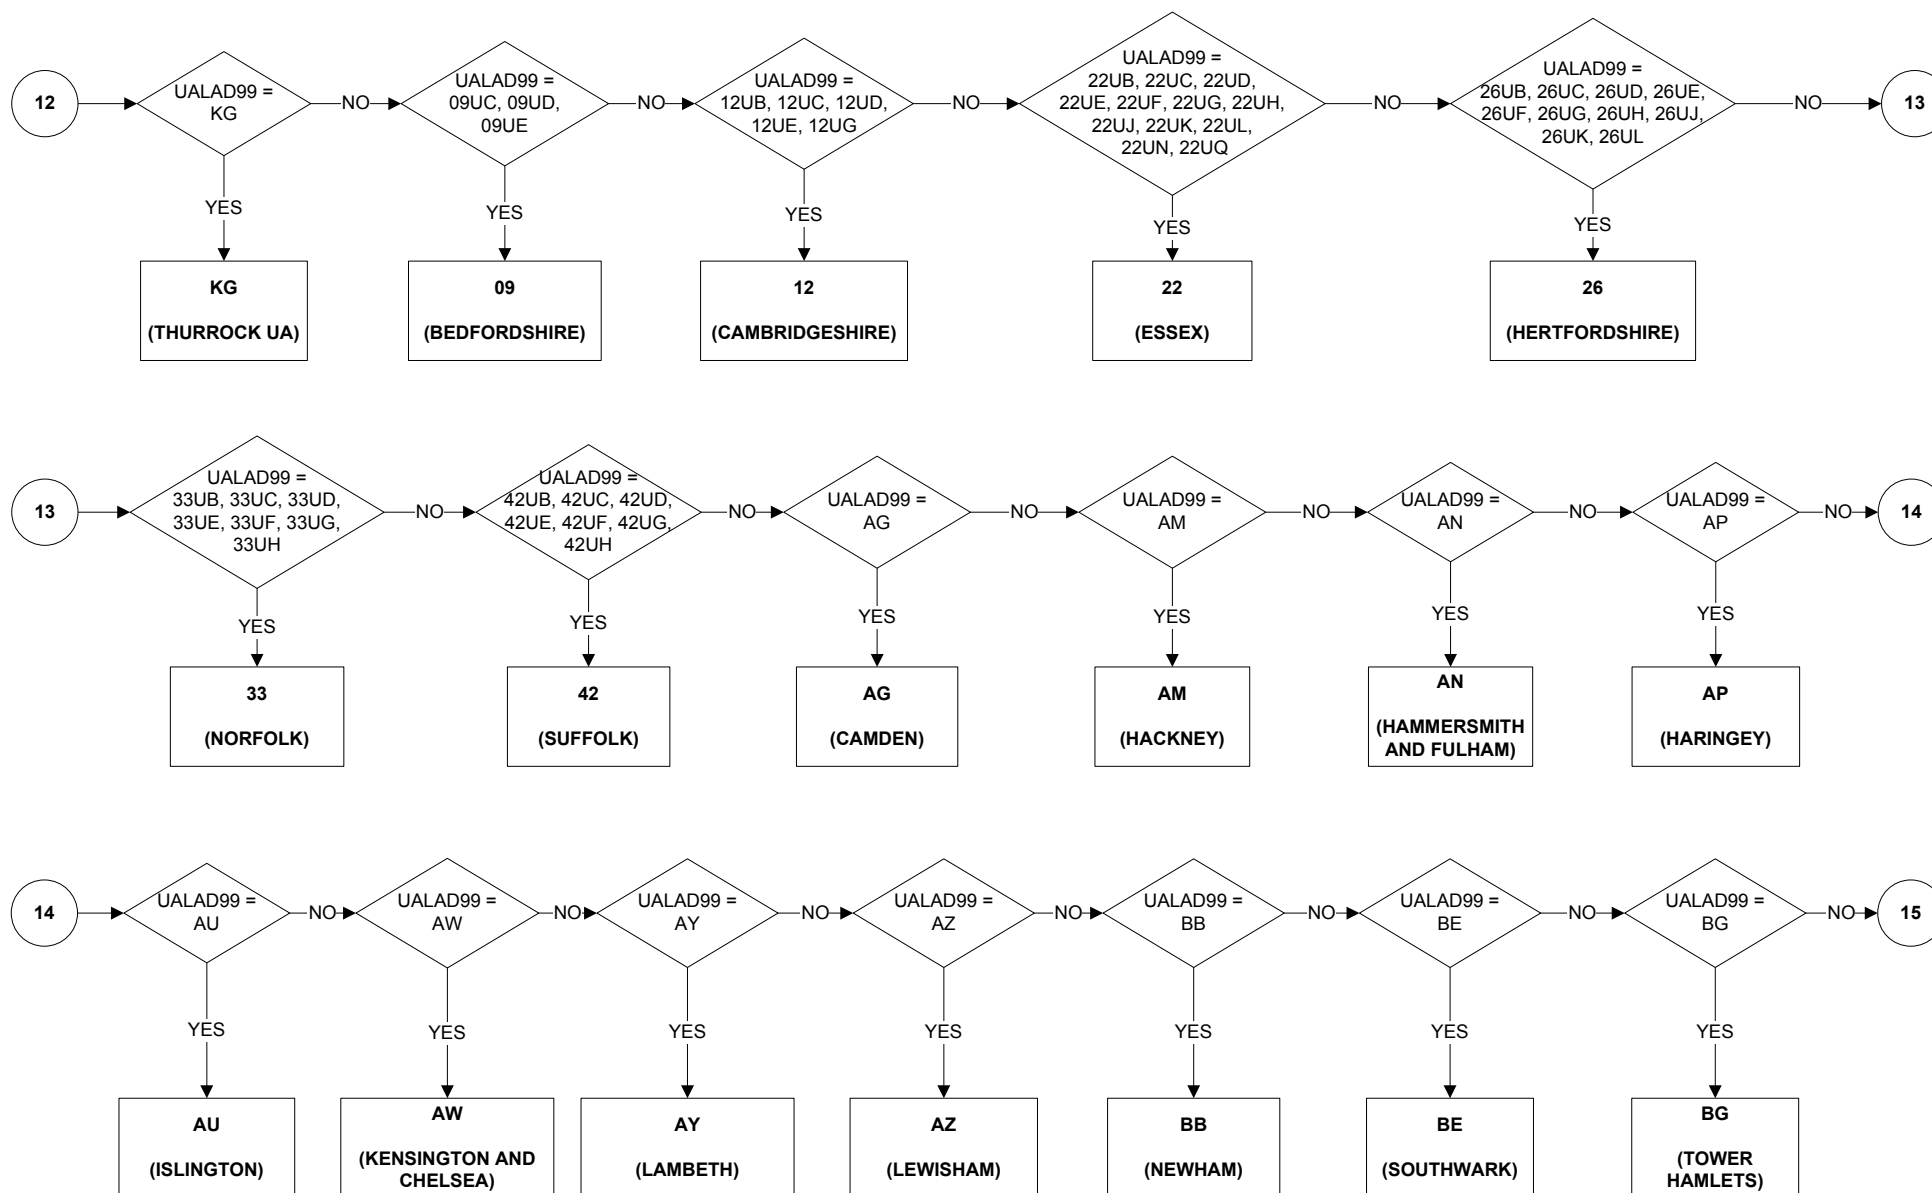 12
UALAD99 =
KG
NO
UALAD99 =
09UC, 09UD,
09UE
NO
UALAD99 =
12UB, 12UC, 12UD,
12UE, 12UG
NO
UALAD99 =
22UB, 22UC, 22UD,
22UE, 22UF, 22UG, 22UH,
22UJ, 22UK, 22UL,
22UN, 22UQ
NO
UALAD99 =
26UB, 26UC, 26UD, 26UE,
26UF, 26UG, 26UH, 26UJ,
26UK, 26UL
NO
13
YES
YES
YES
YES
YES
KG
(THURROCK UA)
09
(BEDFORDSHIRE)
12
(CAMBRIDGESHIRE)
22
(ESSEX)
26
(HERTFORDSHIRE)
13
UALAD99 =
33UB, 33UC, 33UD,
33UE, 33UF, 33UG,
33UH
NO
UALAD99 =
42UB, 42UC, 42UD,
42UE, 42UF, 42UG,
42UH
NO
UALAD99 =
AG
NO
UALAD99 =
AM
NO
UALAD99 =
AN
NO
UALAD99 =
AP
NO
14
YES
YES
YES
YES
YES
YES
33
(NORFOLK)
42
(SUFFOLK)
AG
(CAMDEN)
AM
(HACKNEY)
AN
(HAMMERSMITH
AND FULHAM)
AP
(HARINGEY)
14
UALAD99 =
AU
NO
UALAD99 =
AW
NO
UALAD99 =
AY
NO
UALAD99 =
AZ
NO
UALAD99 =
BB
NO
UALAD99 =
BE
NO
UALAD99 =
BG
NO
15
YES
YES
YES
YES
YES
YES
YES
AU
(ISLINGTON)
AW
(KENSINGTON AND
CHELSEA)
AY
(LAMBETH)
AZ
(LEWISHAM)
BB
(NEWHAM)
BE
(SOUTHWARK)
BG
(TOWER
HAMLETS)